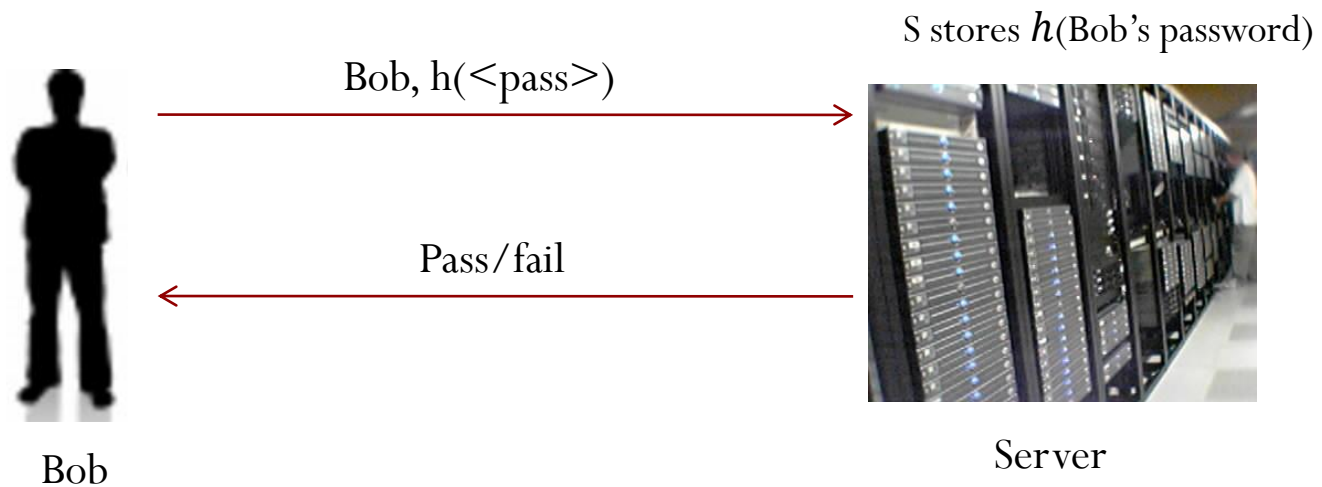 S stores h(Bob's password)
Bob, h(<pass>)
Pass/fail
Bob
Server